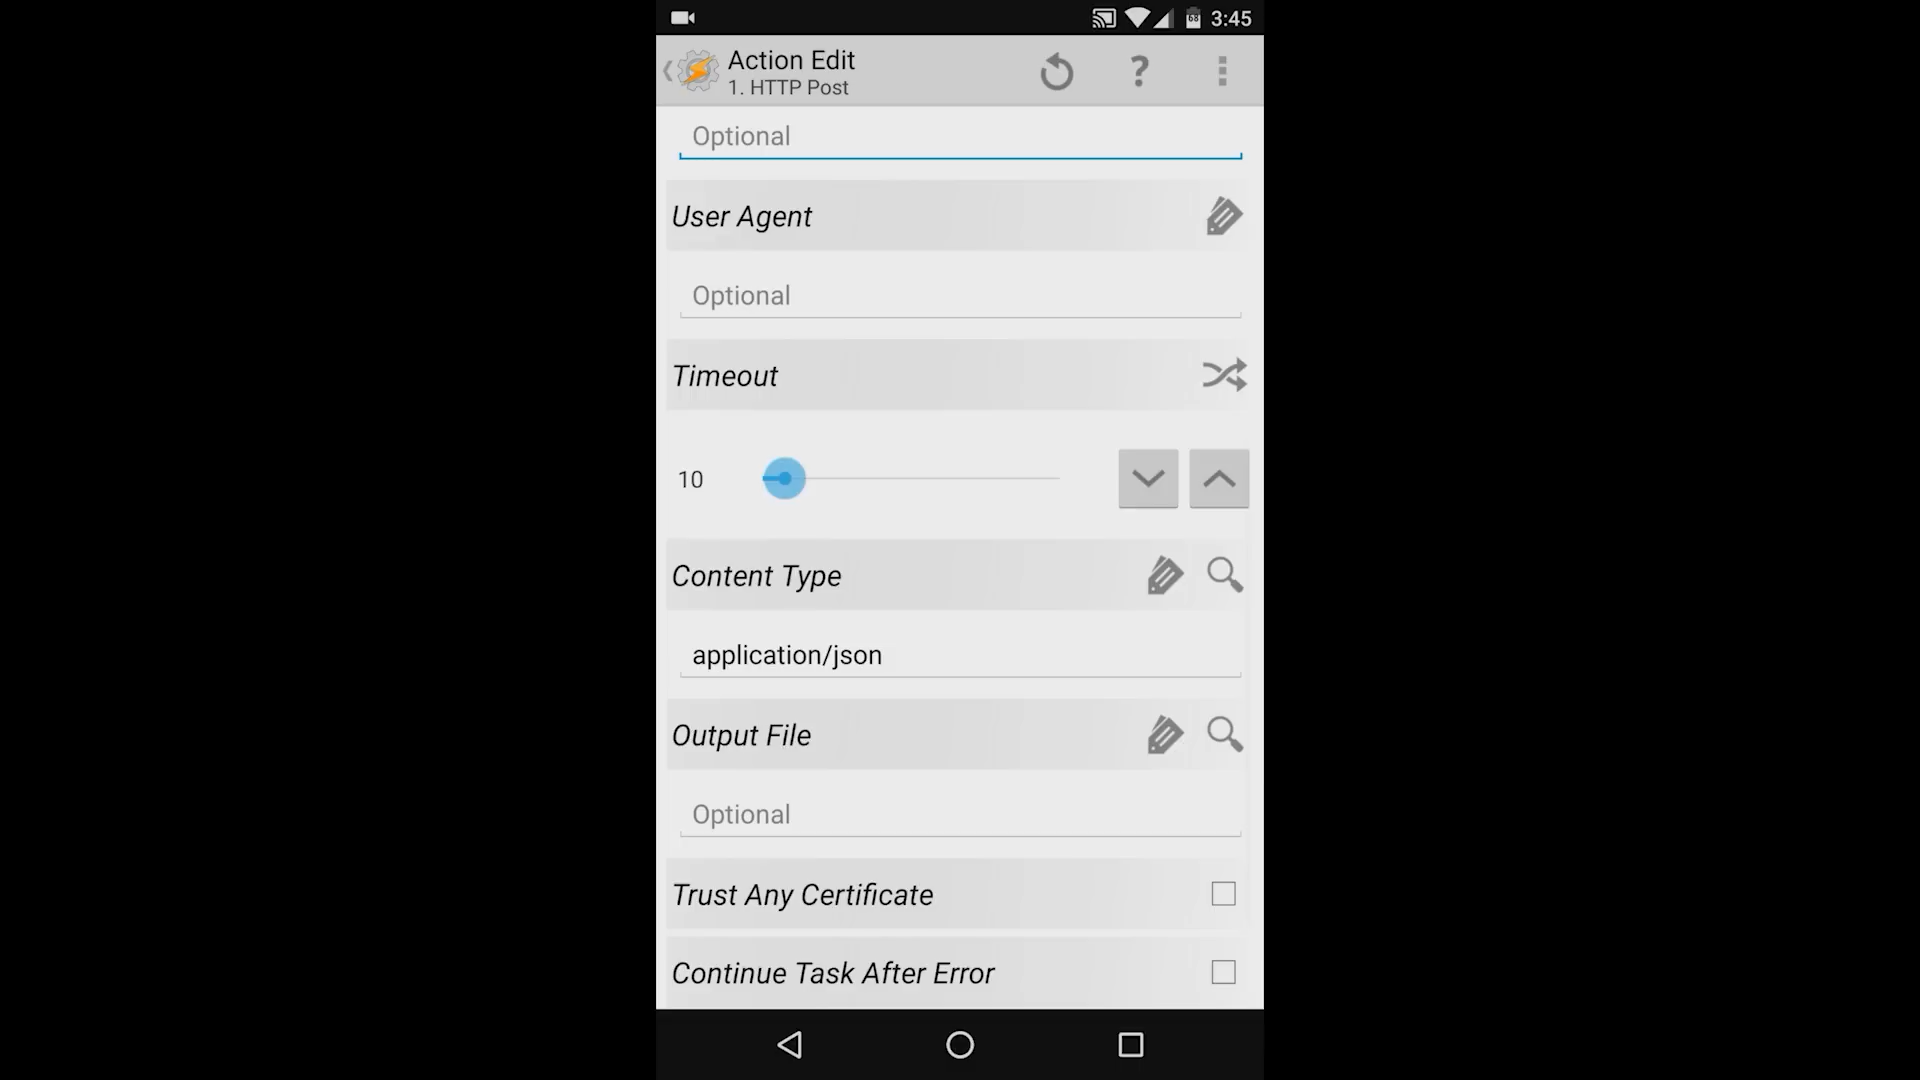 3:45
68
Action Edit
1. HTTP Post
Optional
User Agent
Optional
Timeout
10
Content Type
application/json
Output File
Optional
Trust Any Certificate
Continue Task After Error